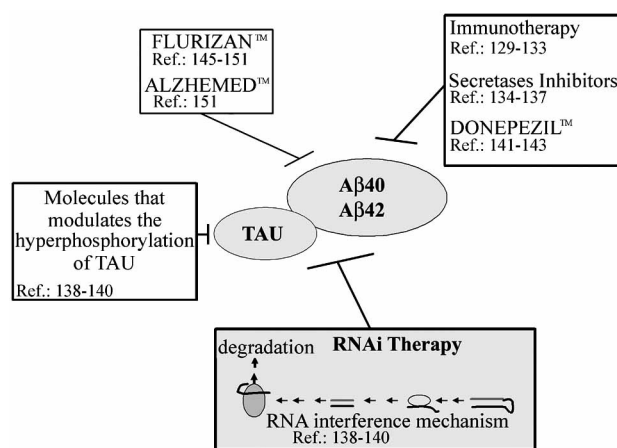 FLURIZAN™
Ref.: 145-151
ALZHEMED™
Ref.: 151
Immunotherapy
Ref.: 129-133
Secretases Inhibitors
Ref.: 134-137
DONEPEZIL™
Ref.: 141-143
Aβ40
Aβ42
TAU
Molecules that
modulates the
hyperphosphorylation
of TAU
Ref.: 138-140
RNAi Therapy
degradation
RNA interference mechanism
Ref.: 138-140